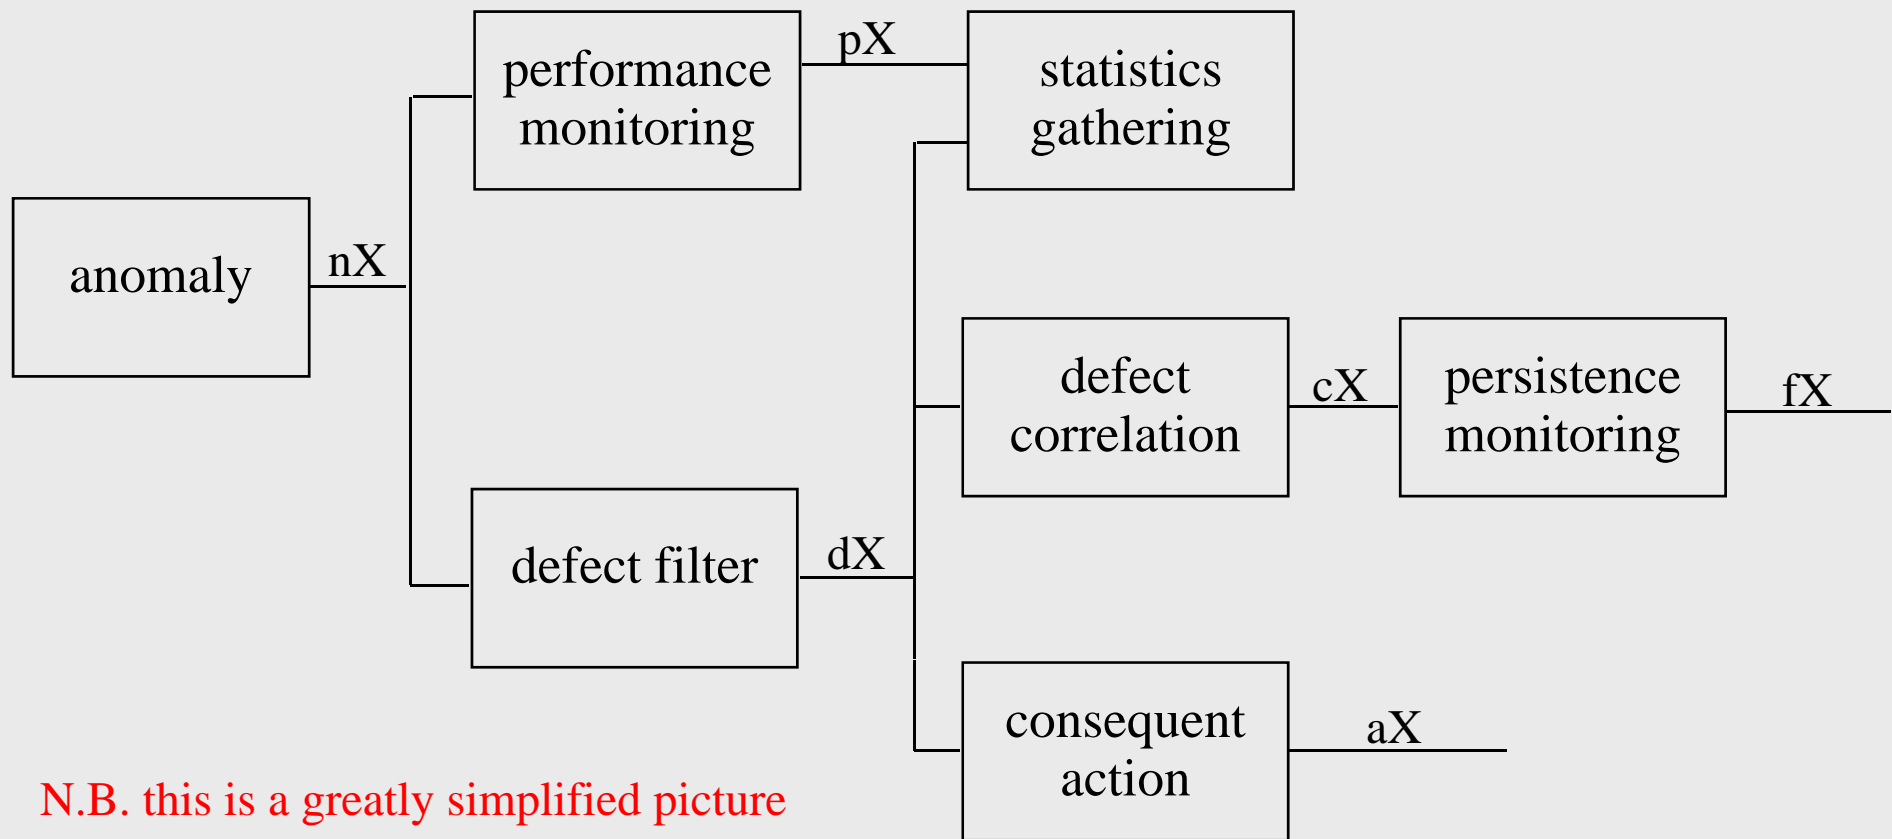 performance
monitoring
pX
statistics
gathering
anomaly
nX
defect
correlation
cX
persistence
monitoring
fX
defect filter
dX
consequent
action
aX
N.B. this is a greatly simplified picture